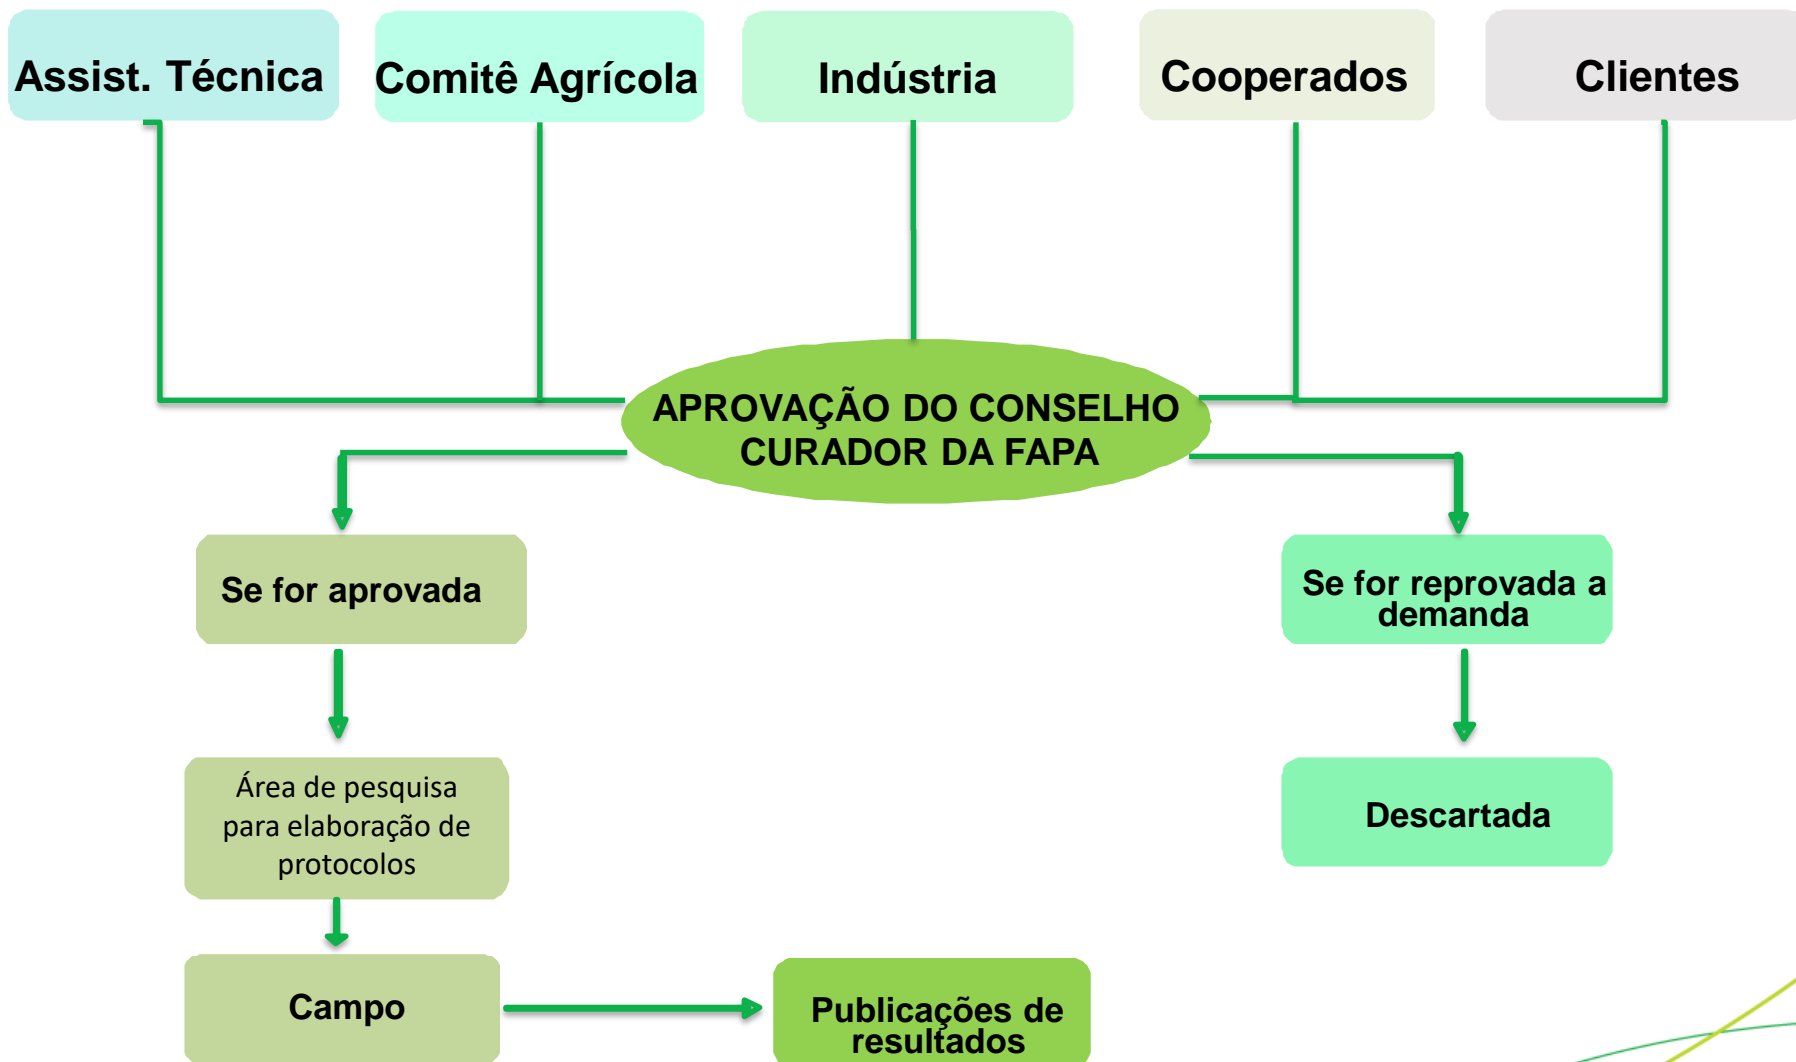 Assist. Técnica
Comitê Agrícola
Indústria
Cooperados
Clientes
APROVAÇÃO DO CONSELHO
CURADOR DA FAPA
Se for aprovada
Se for reprovada a
demanda
Área de pesquisa
para elaboração de
protocolos
Descartada
Campo
Publicações de
resultados